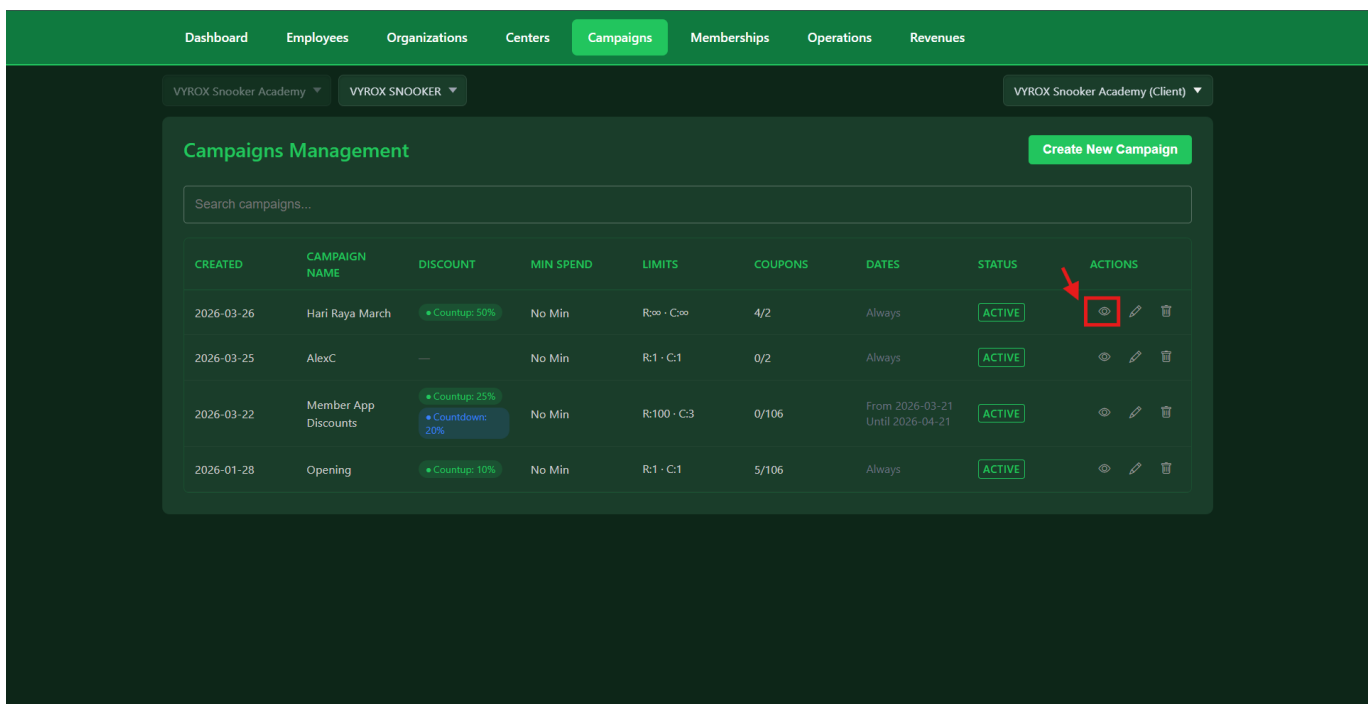 Dashboard Employees Organizations Centers Campaigns Memberships Operations Revenues
VYROX Snooker Academy VYROX SNOOKER VYROX Snooker Academy (Client)
Campaigns Management Create New Campaign
Search campaigns...
CREATED CAMPAIGN NAME DISCOUNT MIN SPEND LIMITS COUPONS DATES STATUS ACTIONS
2026-03-26 Hari Raya March • Countup: 50% No Min R:∞ · C:∞ 4/2 Always ACTIVE
2026-03-25 AlexC — No Min R:1 · C:1 0/2 Always ACTIVE
2026-03-22 Member App Discounts • Countup: 25% • Countdown: 20% No Min R:100 · C:3 0/106 From 2026-03-21 Until 2026-04-21 ACTIVE
2026-01-28 Opening • Countup: 10% No Min R:1 · C:1 5/106 Always ACTIVE